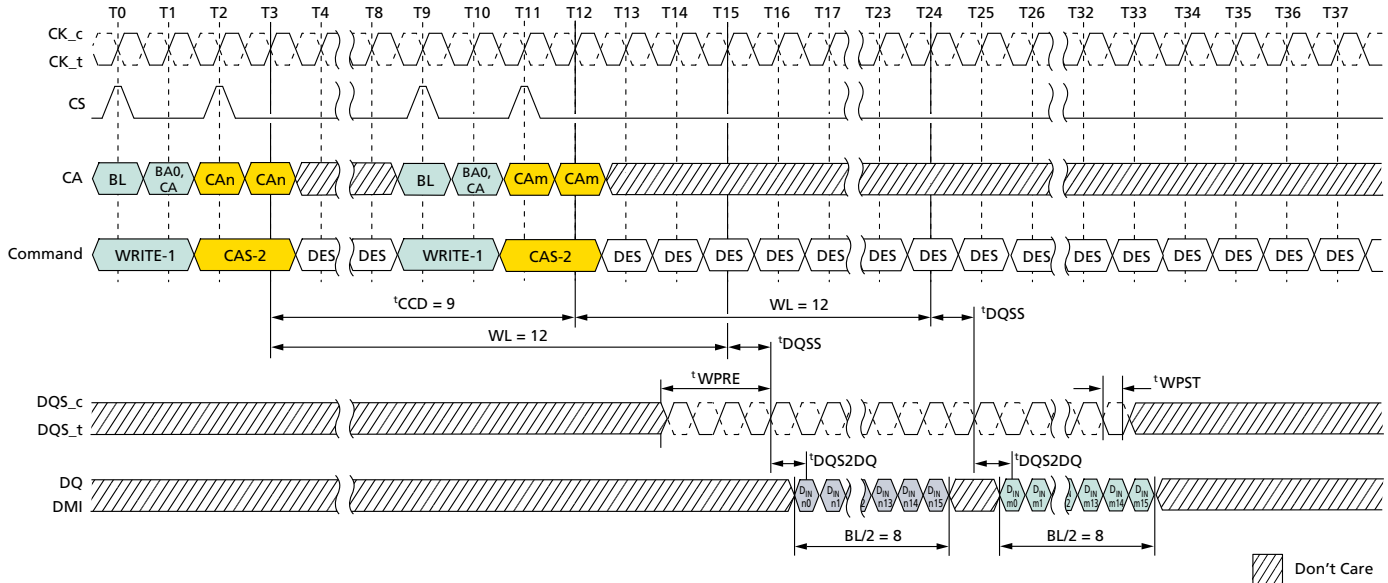 T0 T1 T2 T3 T4 T8 T9 T10 T11 T12 T13 T14 T15 T16 T17 T23 T24 T25 T26 T32 T33 T34 T35 T36 T37
CK_c
CK_t
CS
CA BL BA0, CA CAn CAn BL BA0, CA CAm CAm
Command WRITE-1 CAS-2 DES DES WRITE-1 CAS-2 DES DES DES DES DES DES DES DES DES DES DES DES DES DES DES
tCCD = 9 WL = 12 tDQSS
WL = 12 tDQSS
tWPRE tWPST
DQS_c
DQS_t
tDQS2DQ tDQS2DQ
DQ
DMI
DIN n0 DIN n1 DIN n13 DIN n14 DIN n15 DIN m0 DIN m1 DIN m13 DIN m14 DIN m15
BL/2 = 8 BL/2 = 8
Don't Care